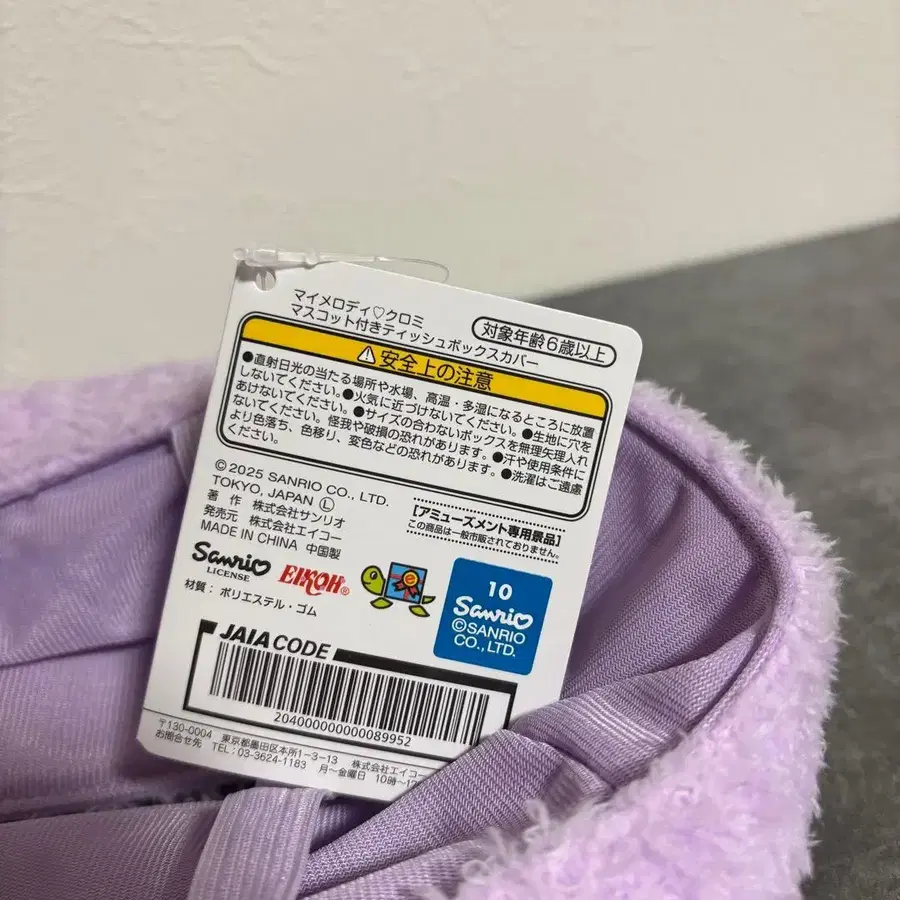 マイメロディ♡クロミ
マスコット付きティッシュボックスカバー
対象年齢6歳以上
⚠安全上の注意
●直射日光の当たる場所や水場、高温・多湿になるところに放置
しないでください。●火気に近づけないでください。●生地に穴を
あけないでください。●サイズの合わないボックスを無理矢理入れ
ないでください。怪我や破損の恐れがあります。●汗や使用条件に
より色落ち、色移り、変色などの恐れがあります。●洗濯はご遠慮
ください。
© 2025 SANRIO CO., LTD.
TOKYO, JAPAN Ⓛ
著 作 株式会社サンリオ
発売元 株式会社エイコー
MADE IN CHINA 中国製
【アミューズメント専用景品】
この商品は一般市販されておりません。
Sanrio
LICENSE
EIKOH®
10
Sanrio
©SANRIO
CO.,LTD.
材質：ポリエステル・ゴム
JAIA CODE
2040000000089952
〒130-0004 東京都墨田区本所1-3-13 株式会社エイコー
お問合せ先 TEL：03-3624-1183 月〜金曜日 10時〜